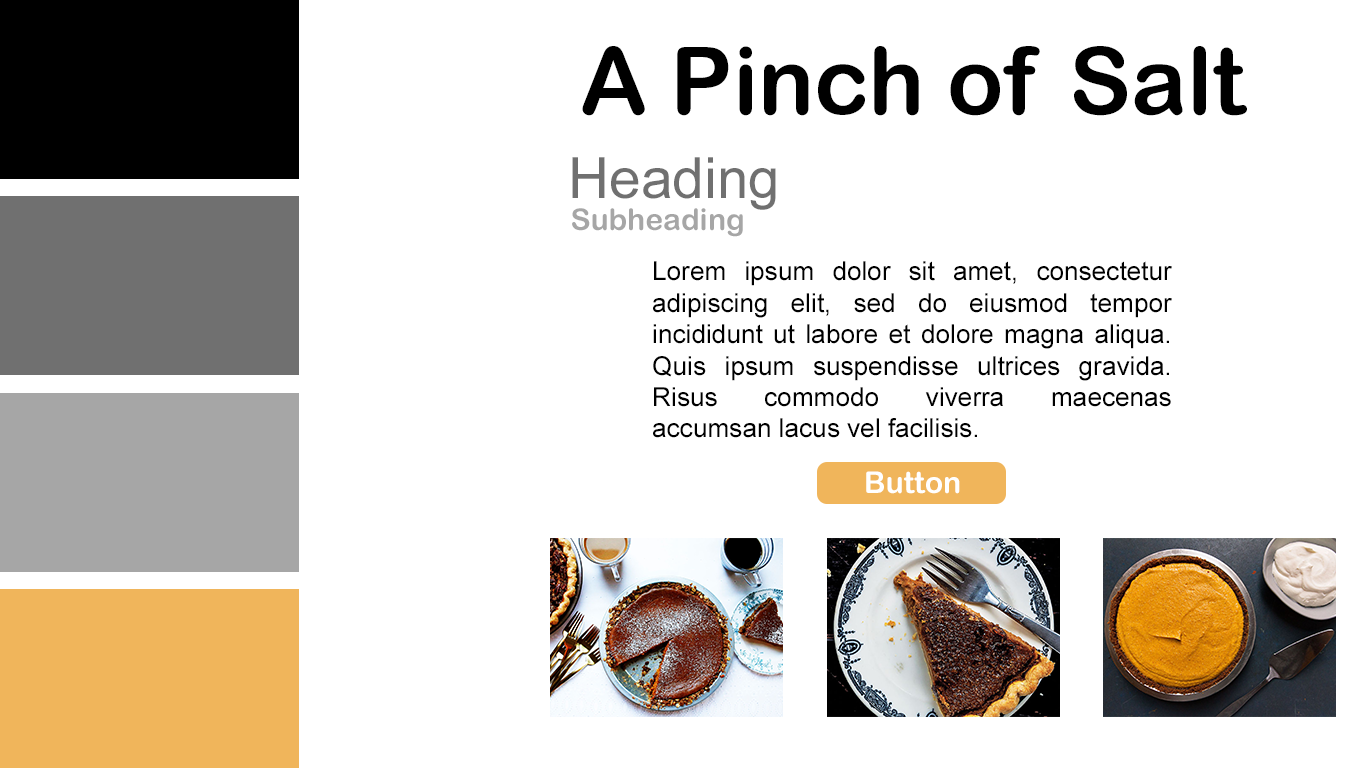 A Pinch of Salt
Heading
Subheading
Lorem ipsum dolor sit amet, consectetur
adipiscing elit, sed do eiusmod tempor
incididunt ut labore et dolore magna aliqua.
Quis ipsum suspendisse ultrices gravida.
Risus commodo viverra maecenas
accumsan lacus vel facilisis.
Button